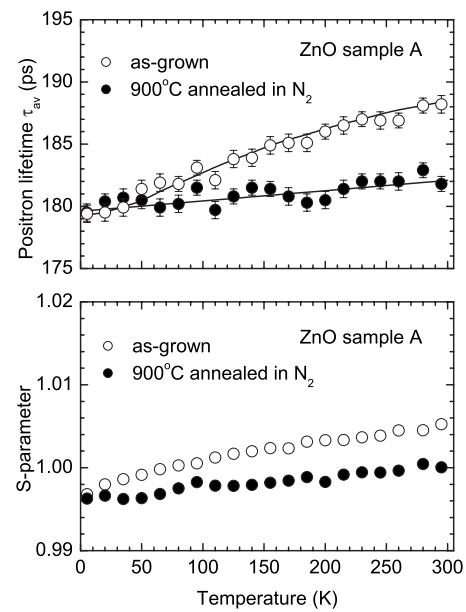 195
190
185
180
175
Positron lifetime τav (ps)
ZnO sample A
as-grown
900°C annealed in N2
1.02
1.01
1.00
0.99
S-parameter
ZnO sample A
as-grown
900°C annealed in N2
0 50 100 150 200 250 300
Temperature (K)